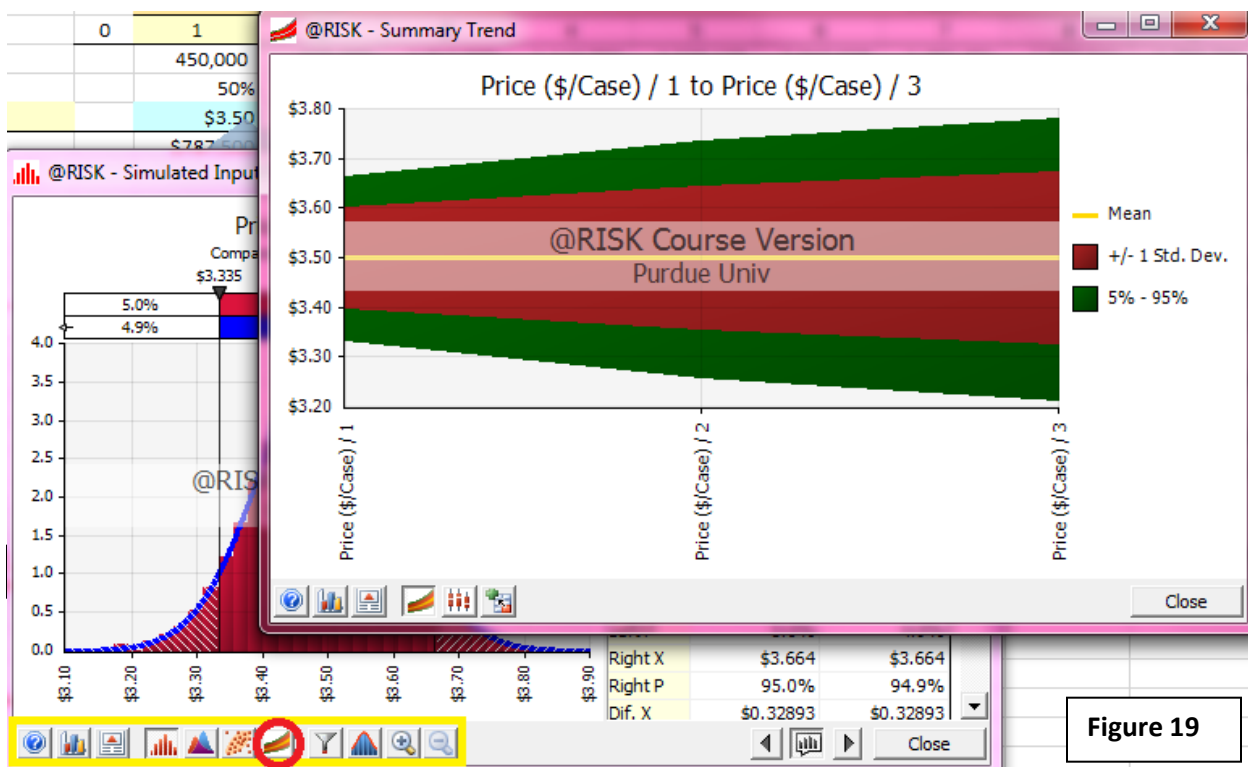 0 1
450,000
50%
$3.50
@RISK - Summary Trend
Price ($/Case) / 1 to Price ($/Case) / 3
$3.80
$3.70
$3.60
$3.50
$3.40
$3.30
$3.20
@RISK Course Version
Purdue Univ
Mean
+/- 1 Std. Dev.
5% - 95%
Price ($/Case) / 1
Price ($/Case) / 2
Price ($/Case) / 3
Close
@RISK - Simulated Input
Pr
Compa
$3.335
5.0%
4.9%
4.0
3.5
3.0
2.5
2.0
1.5
1.0
0.5
0.0
@RIS
$3.10
$3.20
$3.30
$3.40
$3.50
$3.60
$3.70
$3.80
$3.90
Right X $3.664 $3.664
Right P 95.0% 94.9%
Dif. X $0.32893 $0.32893
Close
Figure 19